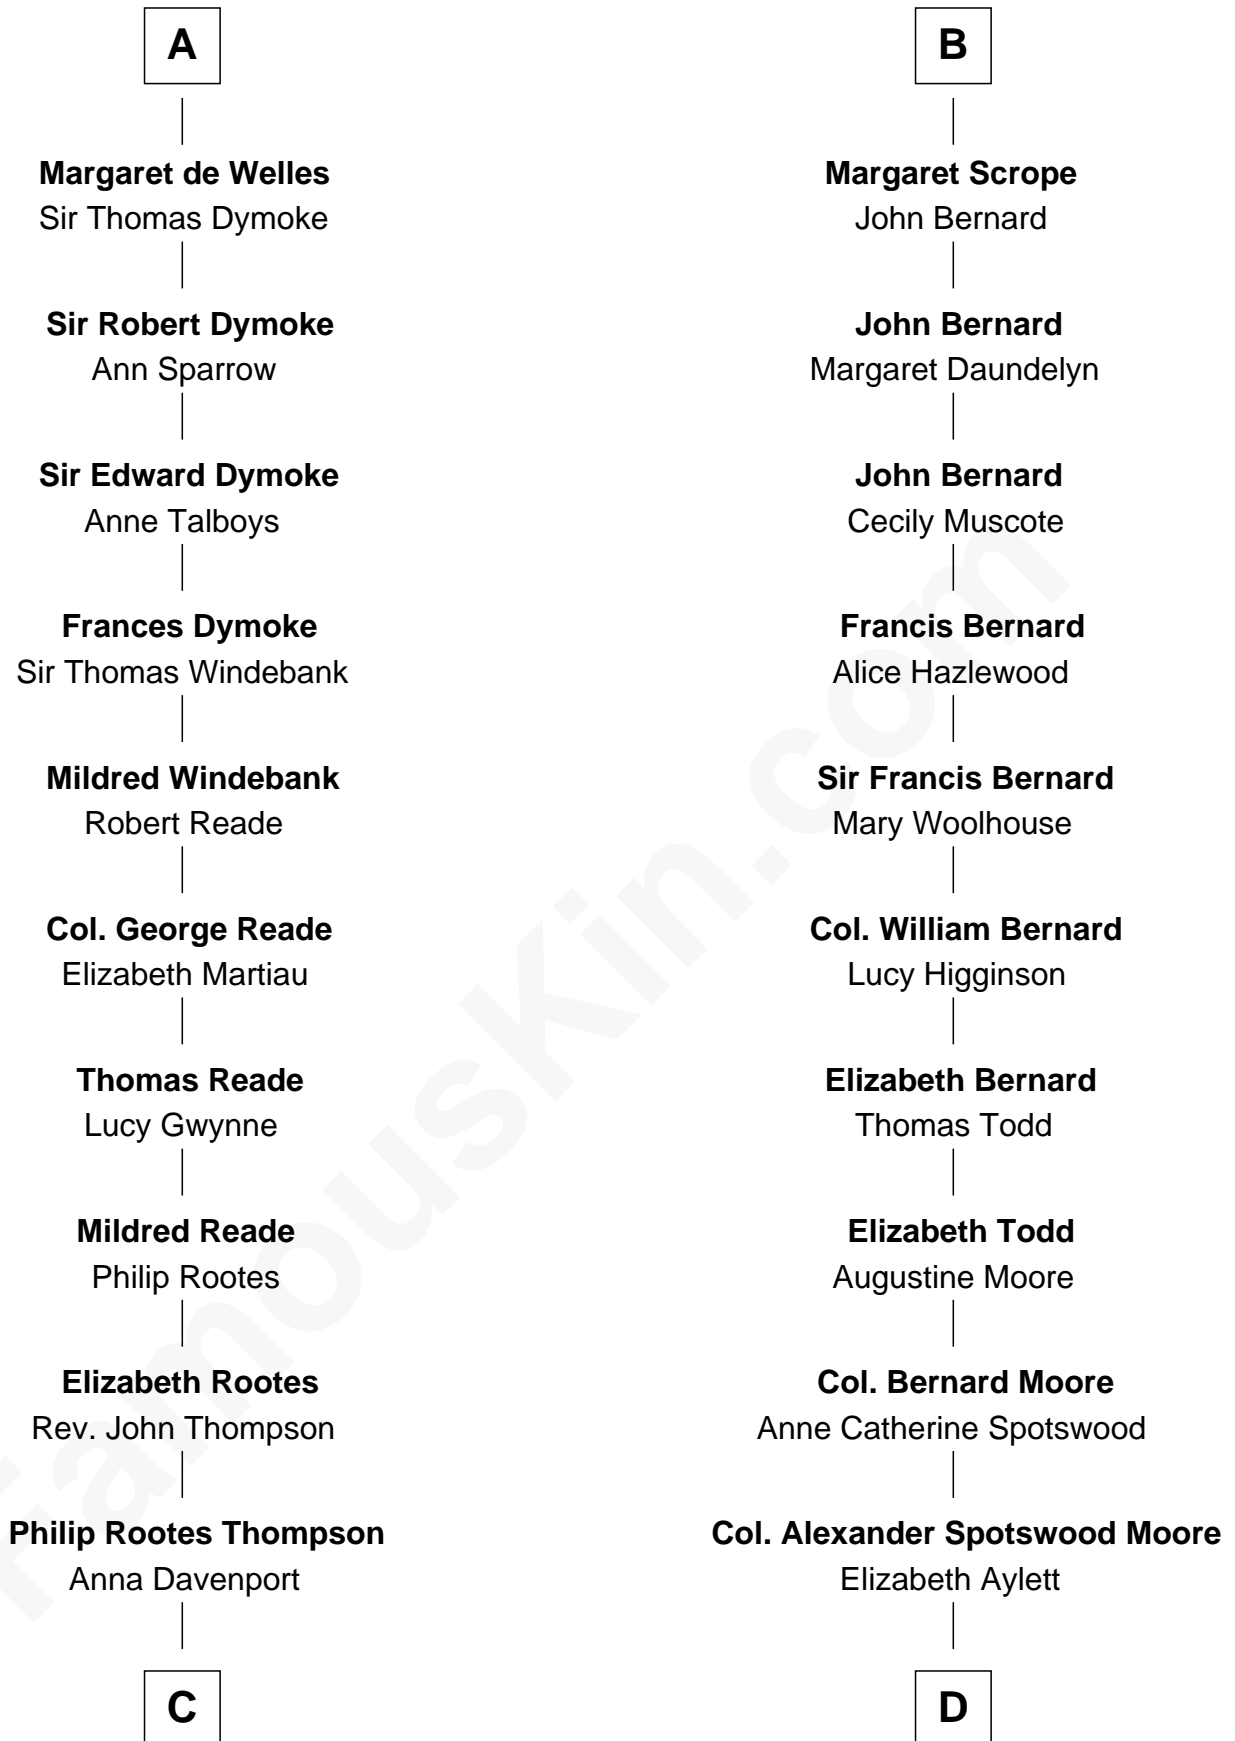 A
Margaret de Welles
Sir Thomas Dymoke
Sir Robert Dymoke
Ann Sparrow
Sir Edward Dymoke
Anne Talboys
Frances Dymoke
Sir Thomas Windebank
Mildred Windebank
Robert Reade
Col. George Reade
Elizabeth Martiau
Thomas Reade
Lucy Gwynne
Mildred Reade
Philip Rootes
Elizabeth Rootes
Rev. John Thompson
Philip Rootes Thompson
Anna Davenport
C
B
Margaret Scrope
John Bernard
John Bernard
Margaret Daundelyn
John Bernard
Cecily Muscote
Francis Bernard
Alice Hazlewood
Sir Francis Bernard
Mary Woolhouse
Col. William Bernard
Lucy Higginson
Elizabeth Bernard
Thomas Todd
Elizabeth Todd
Augustine Moore
Col. Bernard Moore
Anne Catherine Spotswood
Col. Alexander Spotswood Moore
Elizabeth Aylett
D
FamousKin.com